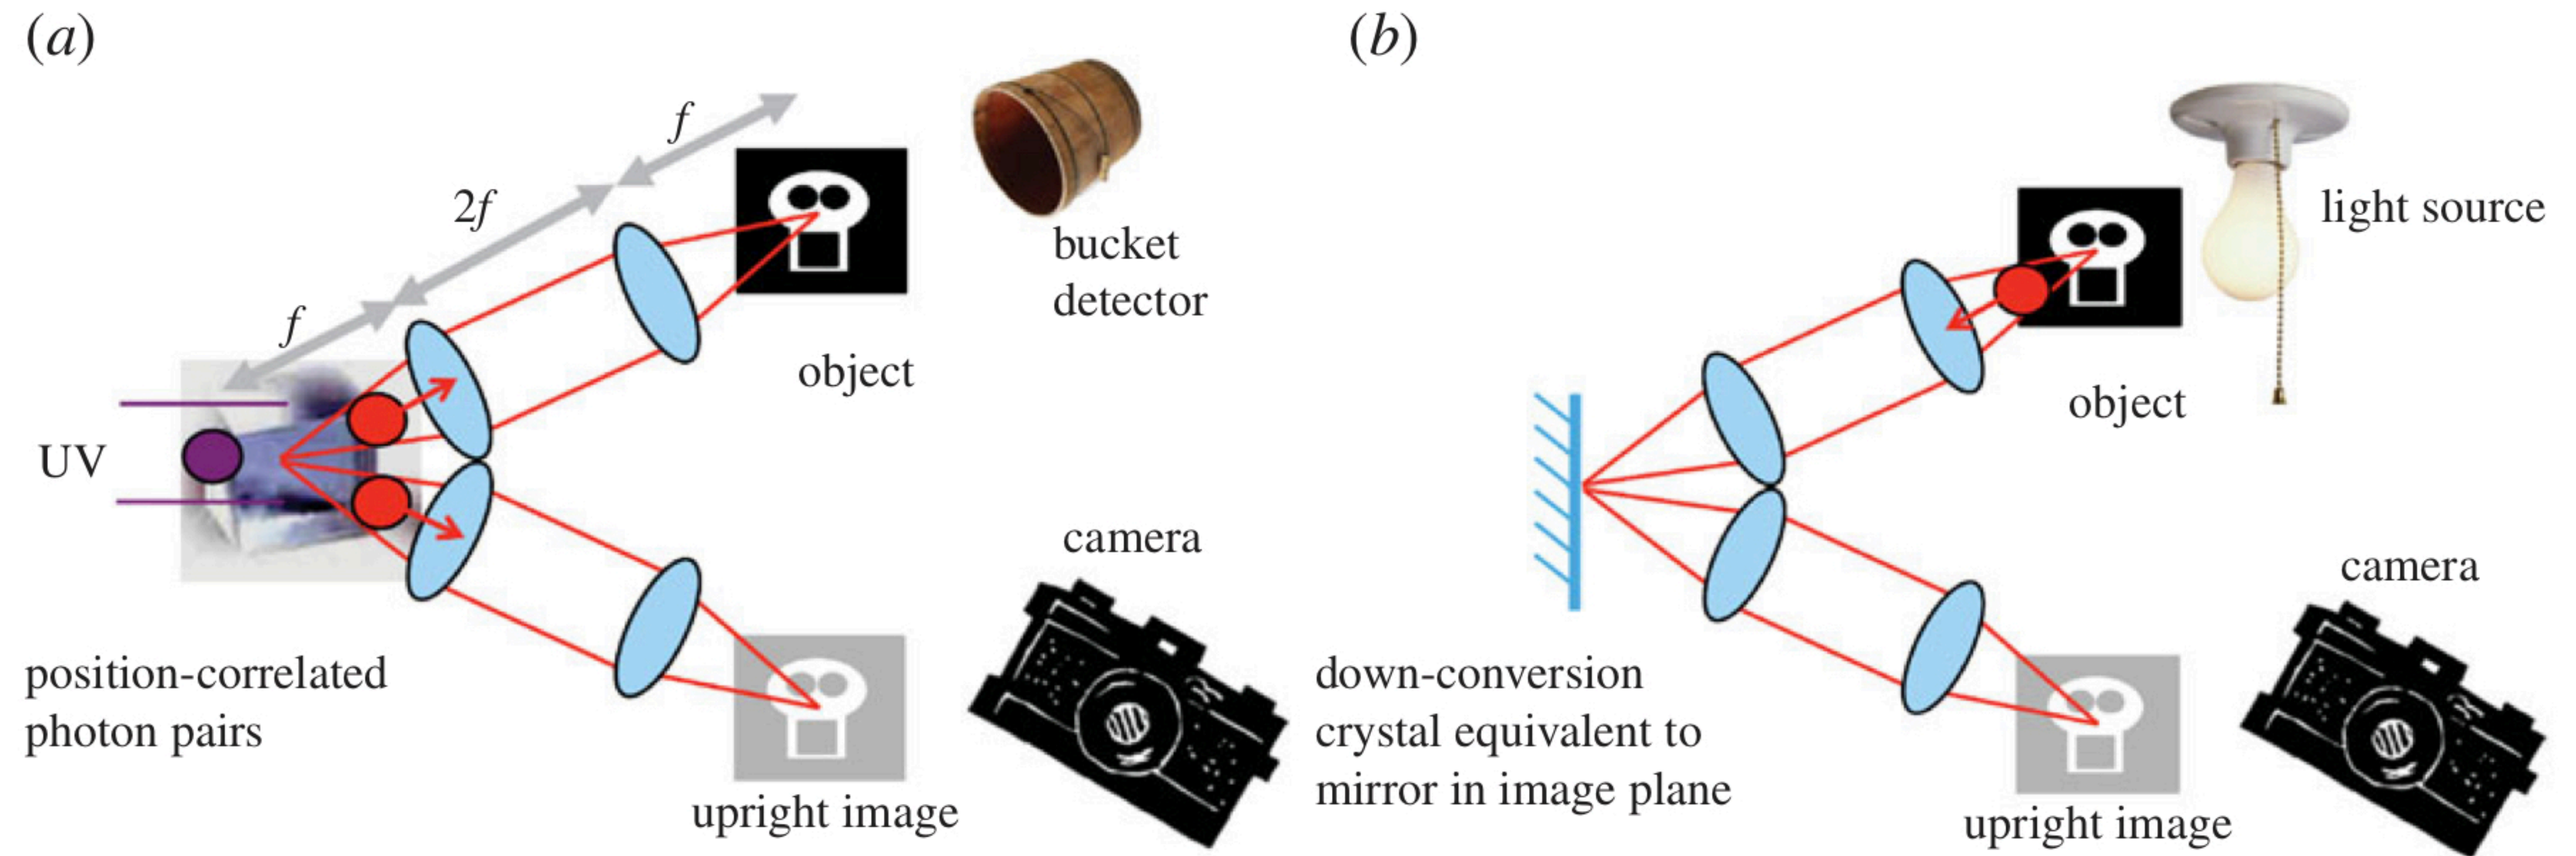 (a)
f
2f
f
UV
bucket
detector
object
camera
position-correlated
photon pairs
upright image
(b)
light source
object
camera
down-conversion
crystal equivalent to
mirror in image plane
upright image